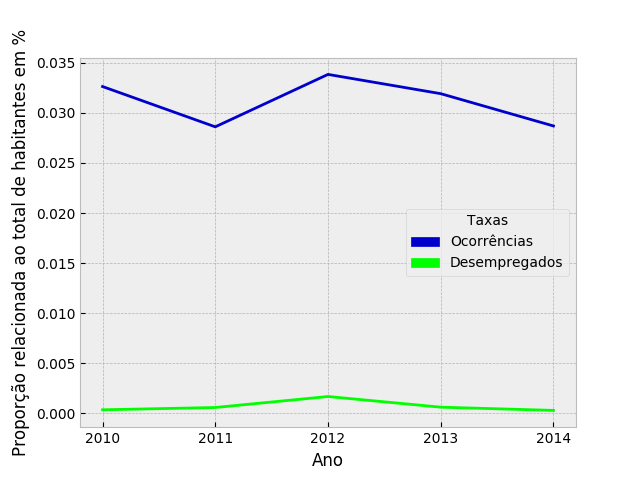 Proporção relacionada ao total de habitantes em %
0.035
0.030
0.025
0.020
0.015
0.010
0.005
0.000
Taxas
Ocorrências
Desempregados
2010 2011 2012 2013 2014
Ano